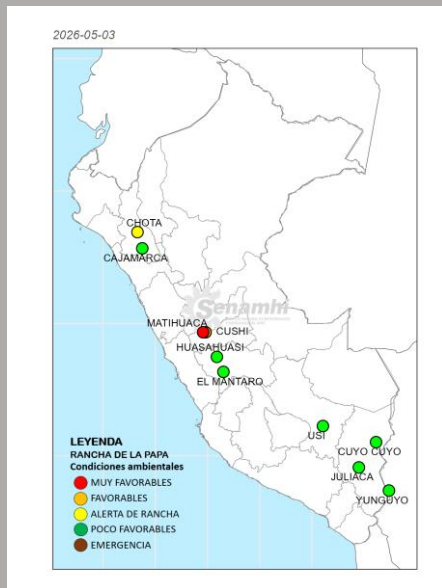 2026-05-03
CHOTA
CAJAMARCA
Senamhi
MATIHUACA
CUSHI
HUASAHUASI
EL MANTARO
USI
CUYO CUYO
JULIACA
YUNGUYO
LEYENDA
RANCHA DE LA PAPA
Condiciones ambientales
MUY FAVORABLES
FAVORABLES
ALERTA DE RANCHA
POCO FAVORABLES
EMERGENCIA